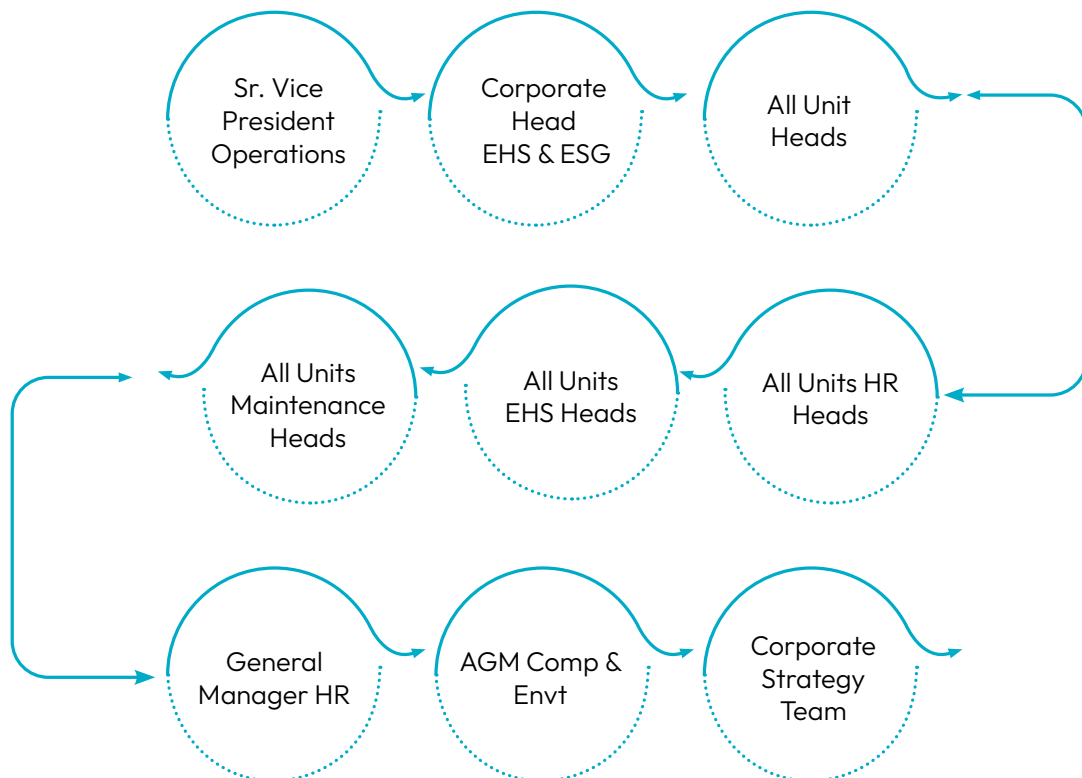 Sr. Vice
President
Operations
Corporate
Head
EHS & ESG
All Unit
Heads
All Units
Maintenance
Heads
All Units
EHS Heads
All Units HR
Heads
General
Manager HR
AGM Comp &
Envt
Corporate
Strategy
Team